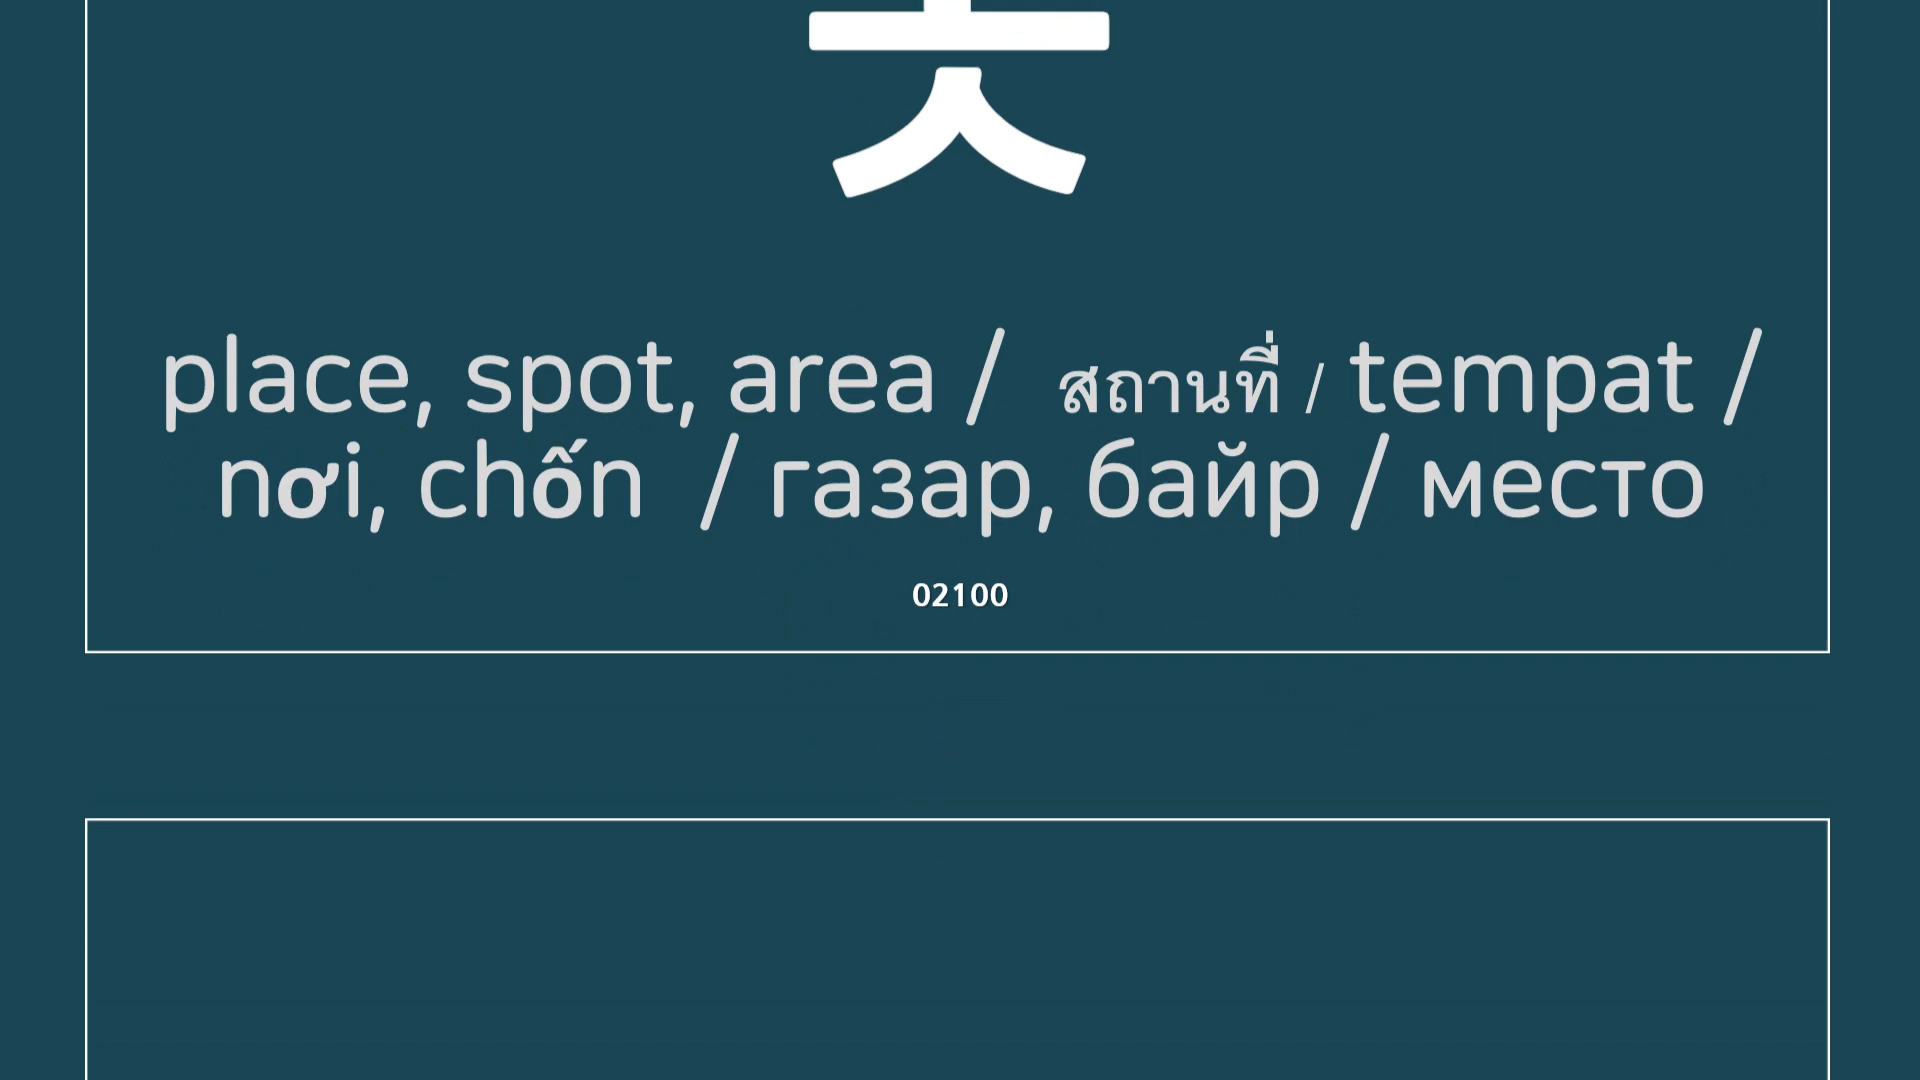 place, spot, area / สถานที่ / tempat /
nơi, chốn / газар, байр / место
02100